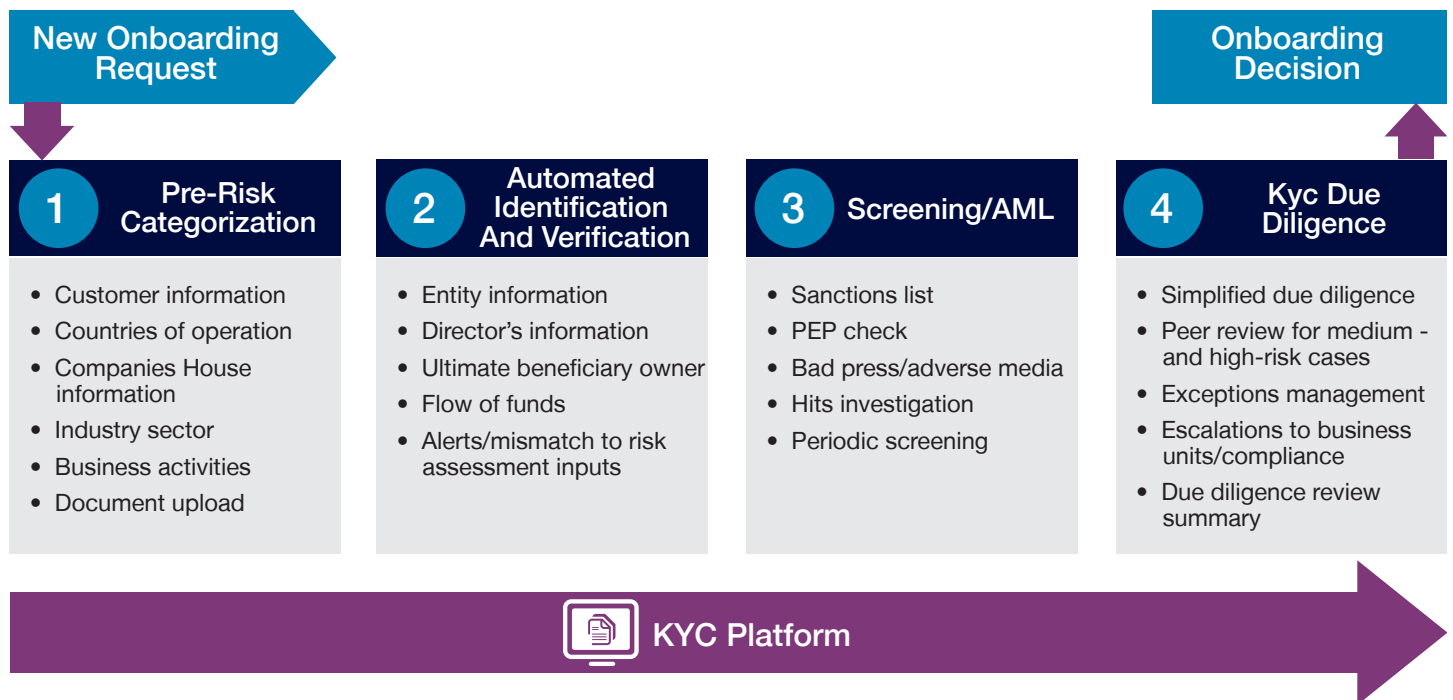 New Onboarding
Request
Onboarding
Decision
1
Pre-Risk
Categorization
• Customer information
• Countries of operation
• Companies House
information
• Industry sector
• Business activities
• Document upload
2
Automated
Identification
And Verification
• Entity information
• Director’s information
• Ultimate beneficiary owner
• Flow of funds
• Alerts/mismatch to risk
assessment inputs
3
Screening/AML
• Sanctions list
• PEP check
• Bad press/adverse media
• Hits investigation
• Periodic screening
4
Kyc Due
Diligence
• Simplified due diligence
• Peer review for medium -
and high-risk cases
• Exceptions management
• Escalations to business
units/compliance
• Due diligence review
summary
KYC Platform